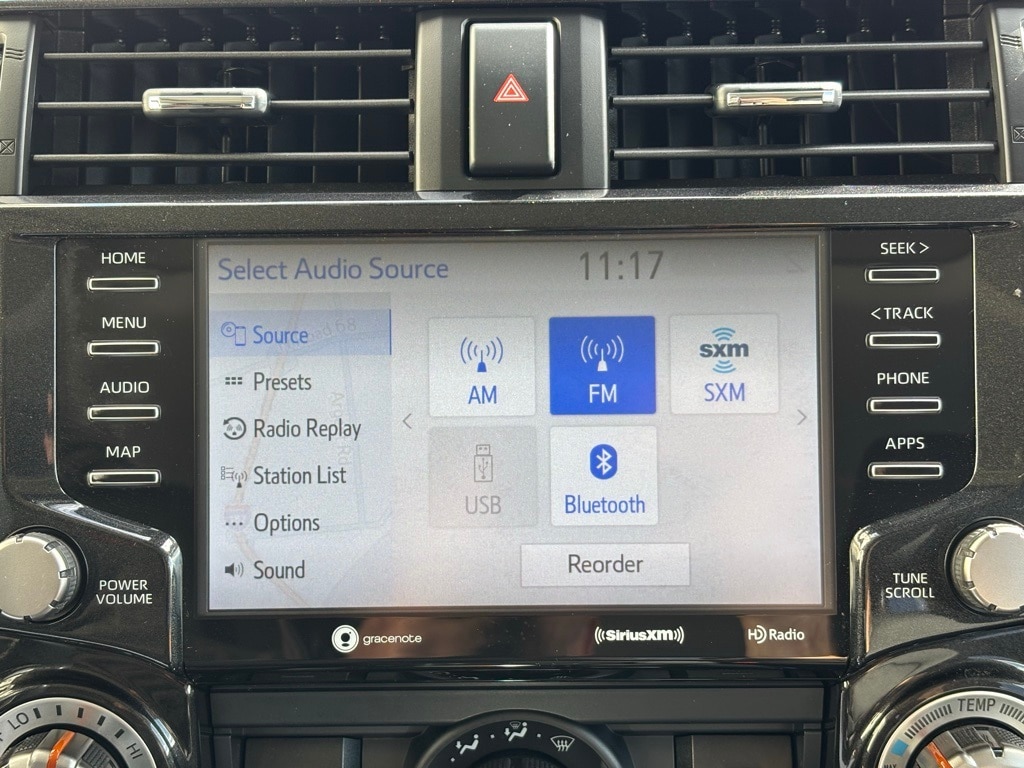 HOME
MENU
AUDIO
MAP
POWER
VOLUME
Select Audio Source
11:17
Source
Presets
Radio Replay
Station List
Options
Sound
AM
FM
sxm
SXM
USB
Bluetooth
Reorder
SEEK >
< TRACK
PHONE
APPS
TUNE
SCROLL
gracenote
SiriusXM
HD Radio
LO
HI
TEMP